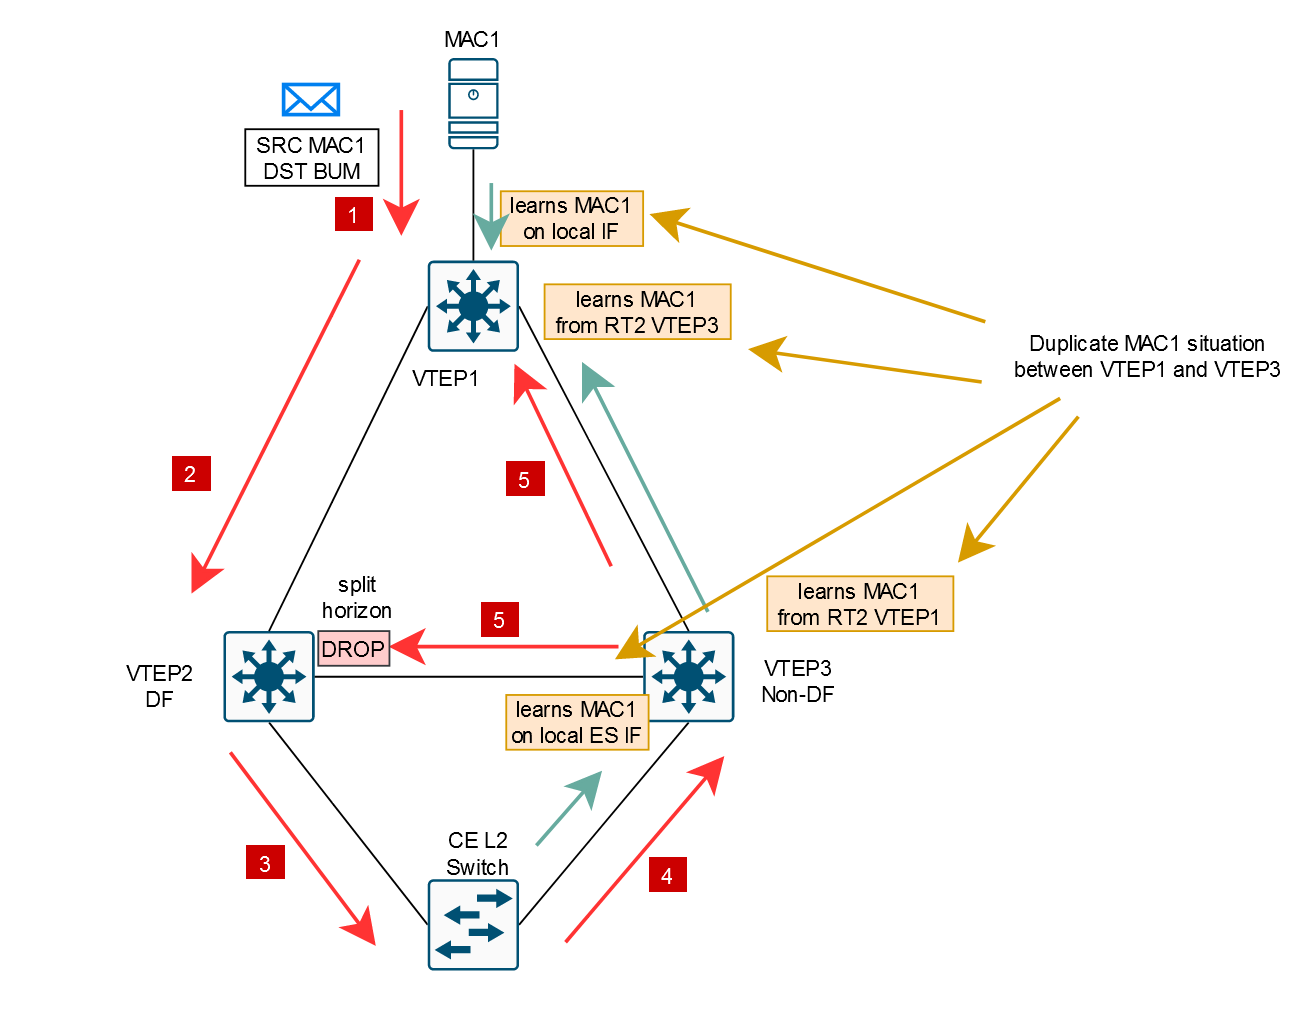 MAC1
SRC MAC1
DST BUM
1
learns MAC1
on local IF
learns MAC1
from RT2 VTEP3
Duplicate MAC1 situation
between VTEP1 and VTEP3
VTEP1
2
5
split
horizon
DROP
5
learns MAC1
from RT2 VTEP1
VTEP2
DF
VTEP3
Non-DF
learns MAC1
on local ES IF
3
CE L2
Switch
4